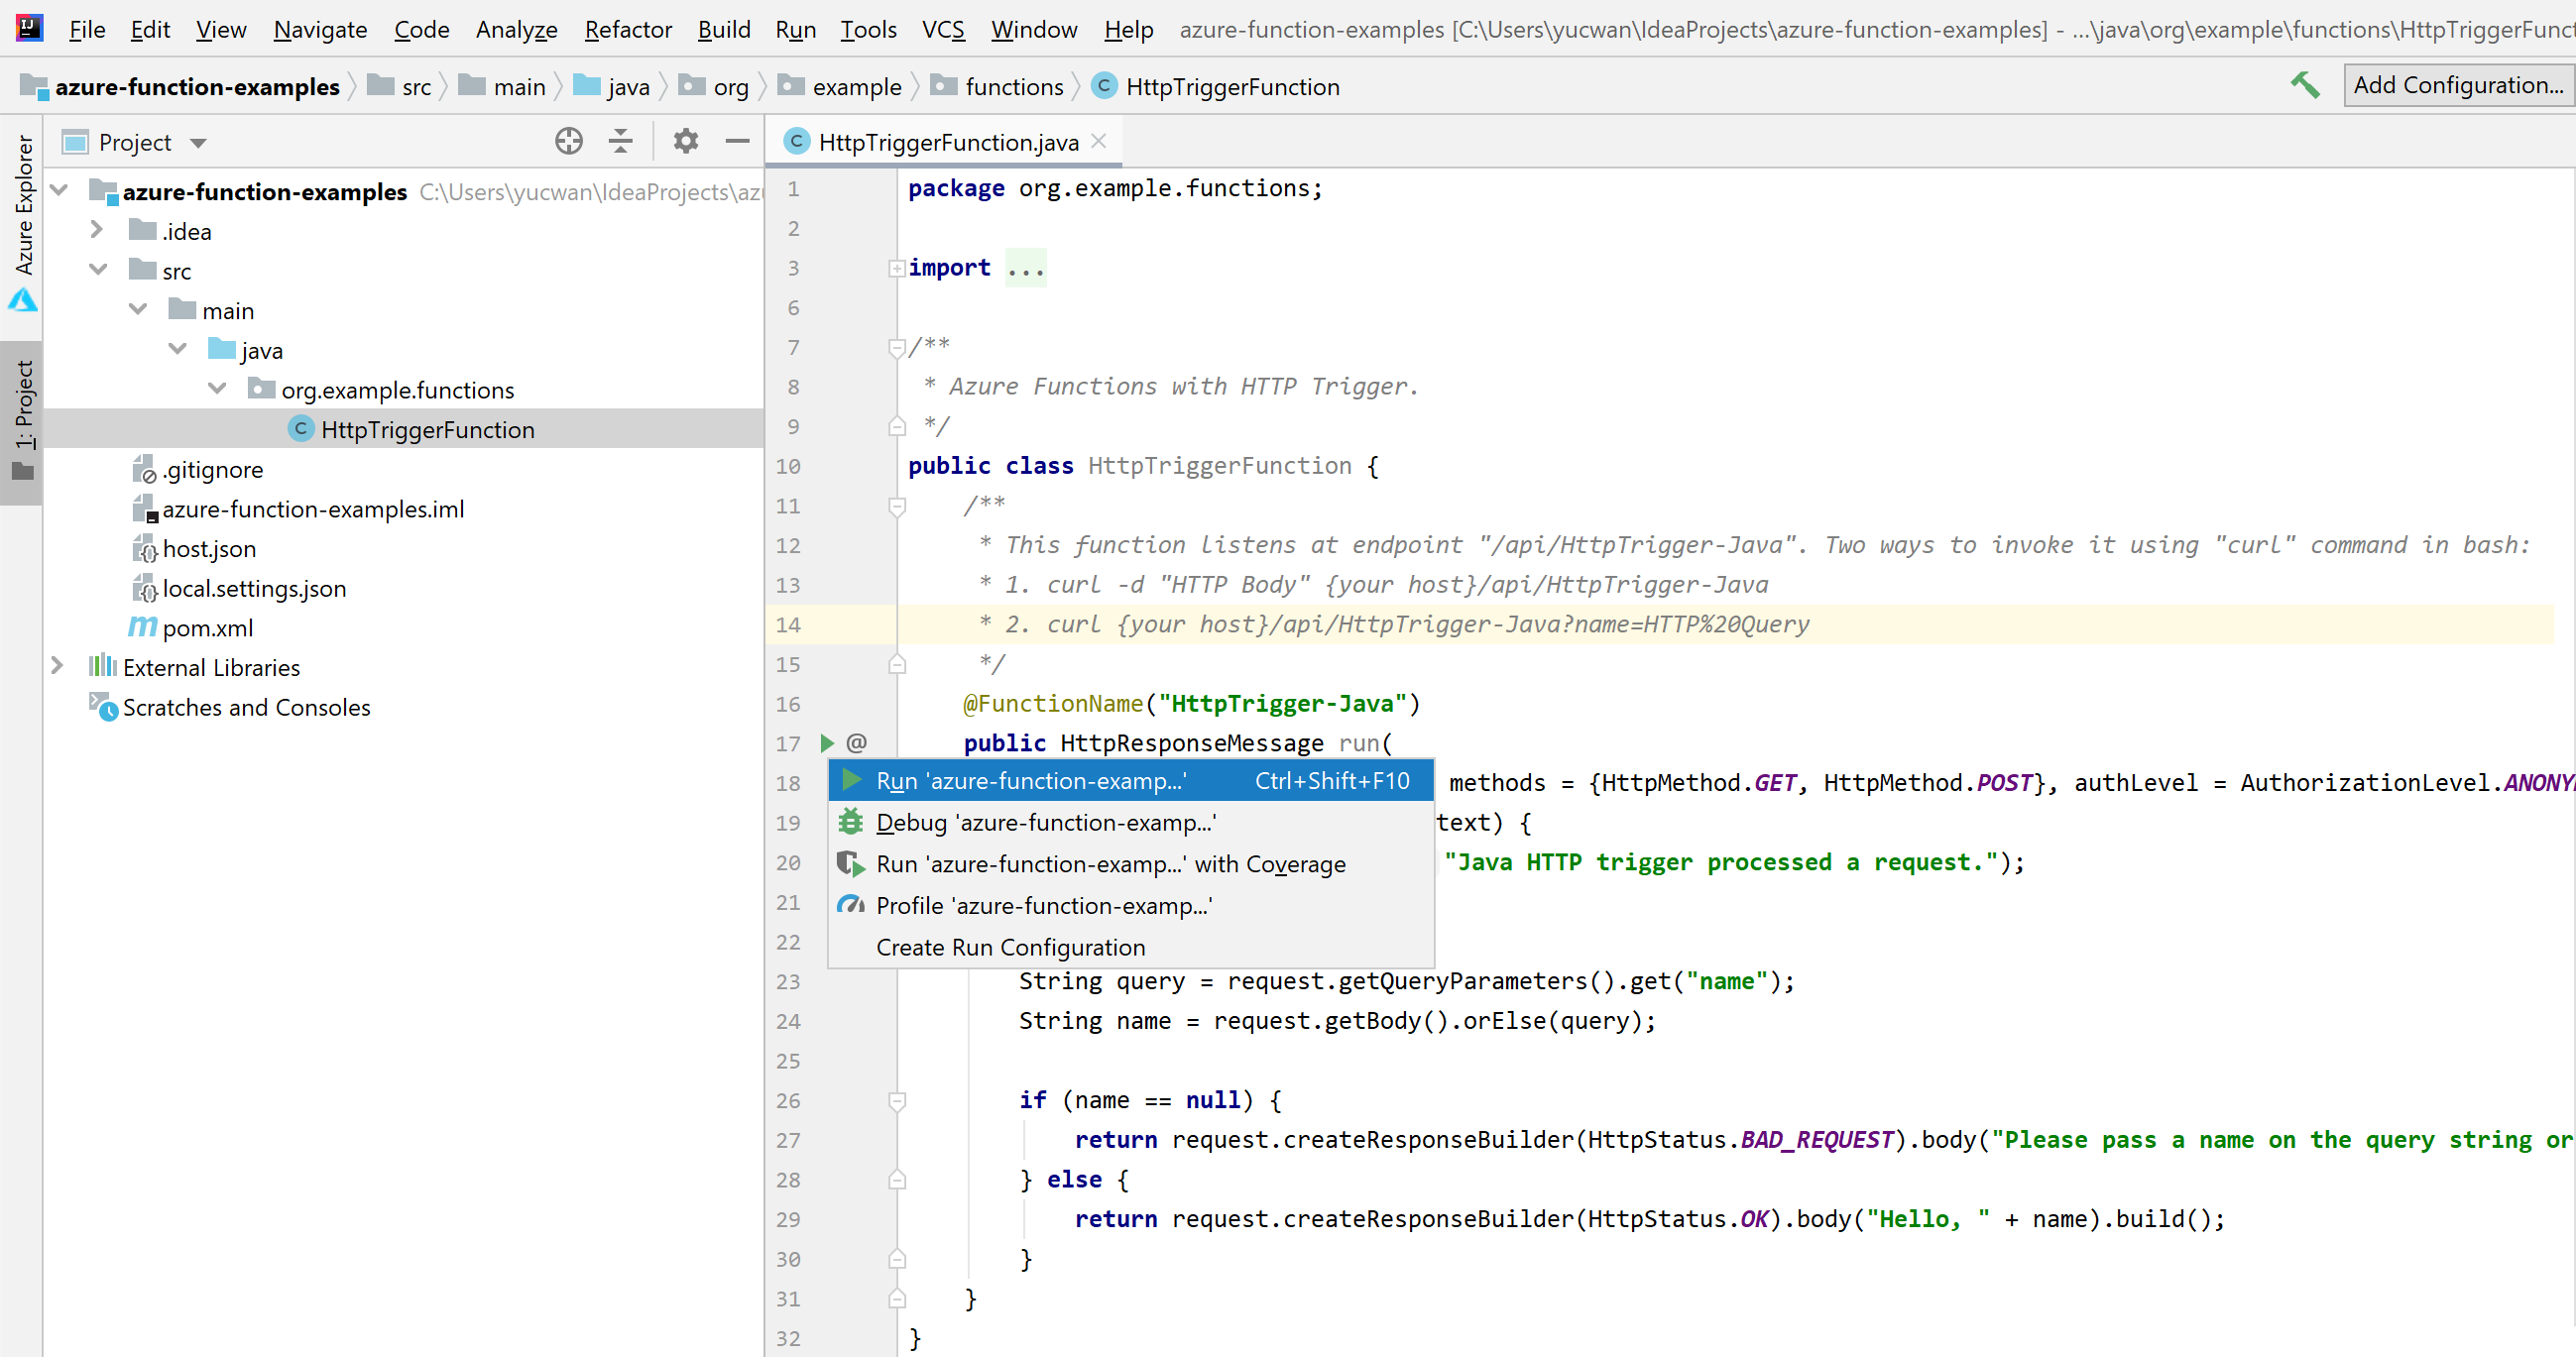 File Edit View Navigate Code Analyze Refactor Build Run Tools VCS Window Help azure-function-examples [C:\Users\yucwan\IdeaProjects\azure-function-examples] - ...\java\org\example\functions\HttpTriggerFunct
azure-function-examples src main java org example functions HttpTriggerFunction Add Configuration...
Azure Explorer
1: Project
Project
azure-function-examples C:\Users\yucwan\IdeaProjects\az
.idea
src
main
java
org.example.functions
HttpTriggerFunction
.gitignore
azure-function-examples.iml
host.json
local.settings.json
pom.xml
External Libraries
Scratches and Consoles
HttpTriggerFunction.java
1 package org.example.functions;
2
3 import ...
6
7 /**
8 * Azure Functions with HTTP Trigger.
9 */
10 public class HttpTriggerFunction {
11 /**
12 * This function listens at endpoint "/api/HttpTrigger-Java". Two ways to invoke it using "curl" command in bash:
13 * 1. curl -d "HTTP Body" {your host}/api/HttpTrigger-Java
14 * 2. curl {your host}/api/HttpTrigger-Java?name=HTTP%20Query
15 */
16 @FunctionName("HttpTrigger-Java")
17 @ public HttpResponseMessage run(
18 methods = {HttpMethod.GET, HttpMethod.POST}, authLevel = AuthorizationLevel.ANONY
19 text) {
20 "Java HTTP trigger processed a request.");
21
22
Run 'azure-function-examp...' Ctrl+Shift+F10
Debug 'azure-function-examp...'
Run 'azure-function-examp...' with Coverage
Profile 'azure-function-examp...'
Create Run Configuration
23 String query = request.getQueryParameters().get("name");
24 String name = request.getBody().orElse(query);
25
26 if (name == null) {
27 return request.createResponseBuilder(HttpStatus.BAD_REQUEST).body("Please pass a name on the query string or
28 } else {
29 return request.createResponseBuilder(HttpStatus.OK).body("Hello, " + name).build();
30 }
31 }
32 }